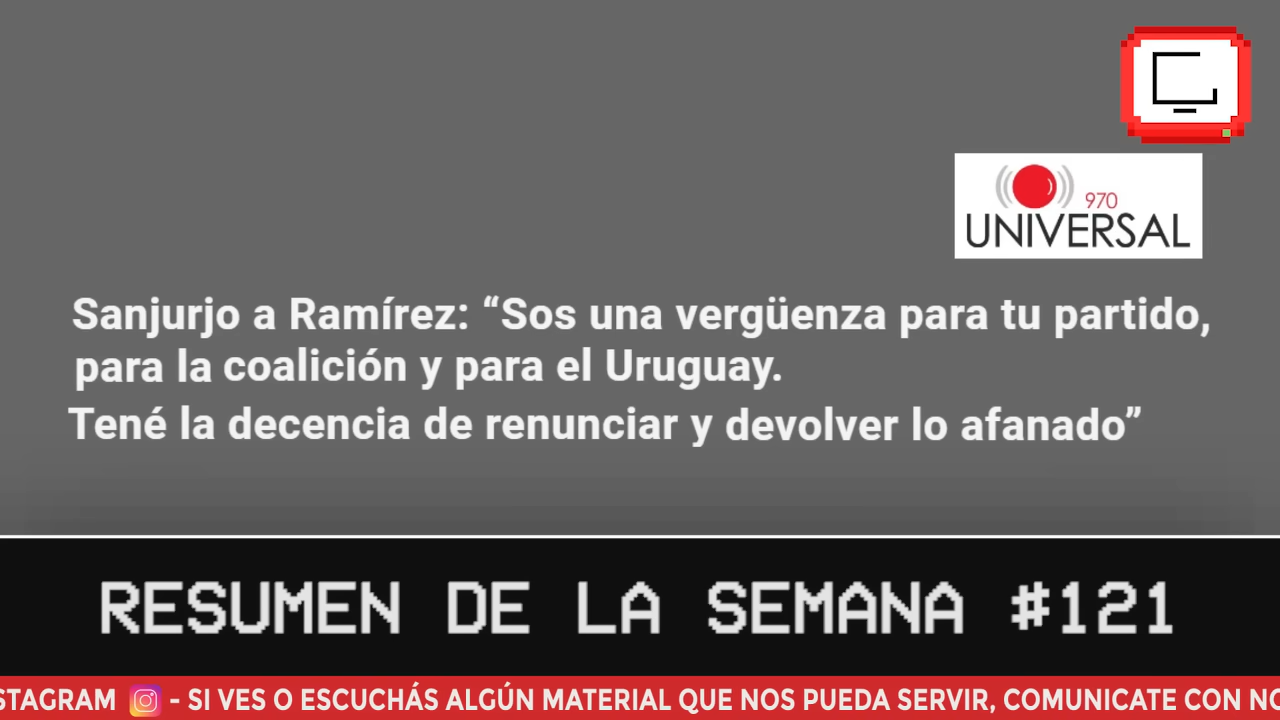 970
UNIVERSAL
Sanjurjo a Ramírez: “Sos una vergüenza para tu partido,
para la coalición y para el Uruguay.
Tené la decencia de renunciar y devolver lo afanado”
RESUMEN DE LA SEMANA #121
STAGRAM - SI VES O ESCUCHÁS ALGÚN MATERIAL QUE NOS PUEDA SERVIR, COMUNICATE CON NO